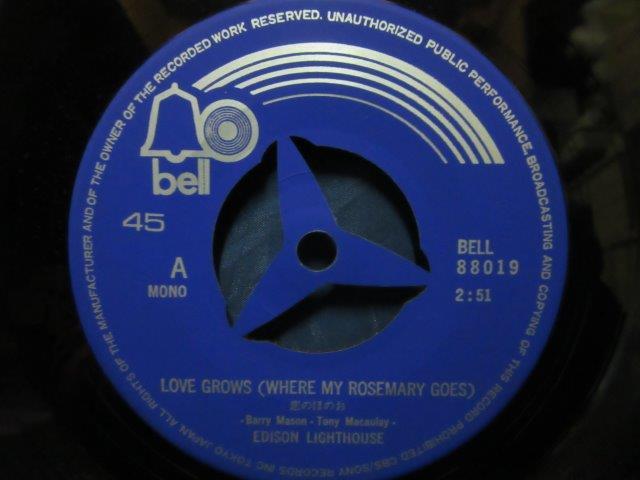 ALL RIGHTS OF THE MANUFACTURER AND OF THE OWNER OF THE RECORDED WORK RESERVED. UNAUTHORIZED PUBLIC PERFORMANCE, BROADCASTING AND COPYING OF THIS RECORD PROHIBITED CBS/SONY RECORDS INC TOKYO JAPAN
bell
45
A
MONO
BELL
88019
2:51
LOVE GROWS (WHERE MY ROSEMARY GOES)
恋のほのお
-Barry Mason - Tony Macaulay-
EDISON LIGHTHOUSE